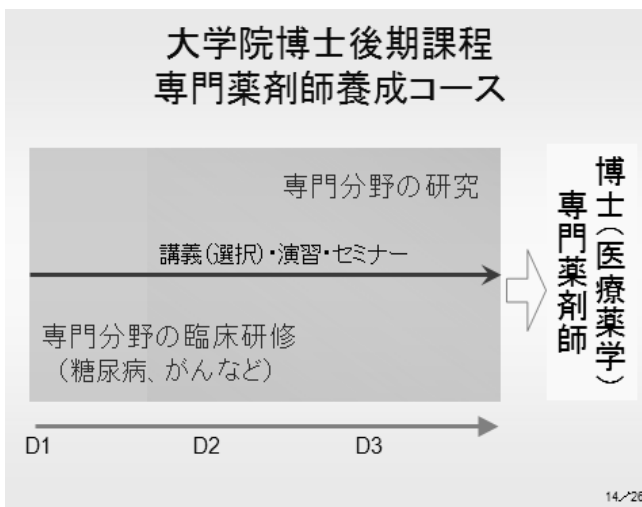 大学院博士後期課程
専門薬剤師養成コース
専門分野の研究
講義(選択)・演習・セミナー
専門分野の臨床研修
(糖尿病、がんなど)
博士(医療薬学)
専門薬剤師
D1
D2
D3
14/26